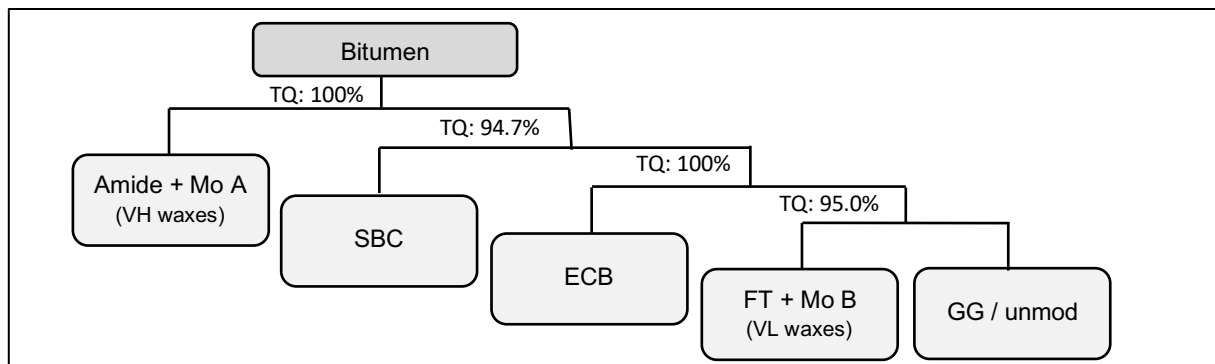 Bitumen
TQ: 100%
TQ: 94.7%
TQ: 100%
TQ: 95.0%
Amide + Mo A
(VH waxes)
SBC
ECB
FT + Mo B
(VL waxes)
GG / unmod